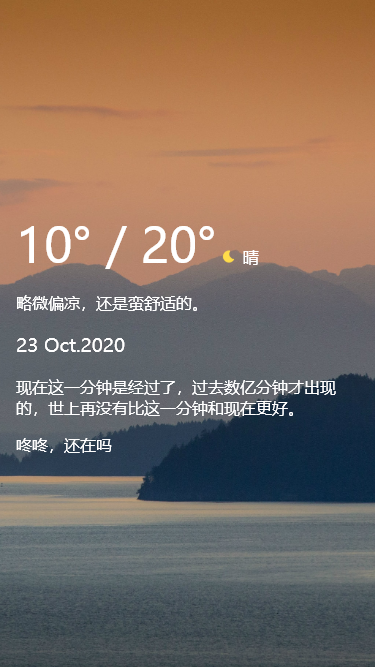 10° / 20° 晴
略微偏凉，还是蛮舒适的。
23 Oct.2020
现在这一分钟是经过了，过去数亿分钟才出现
的，世上再没有比这一分钟和现在更好。
咚咚，还在吗